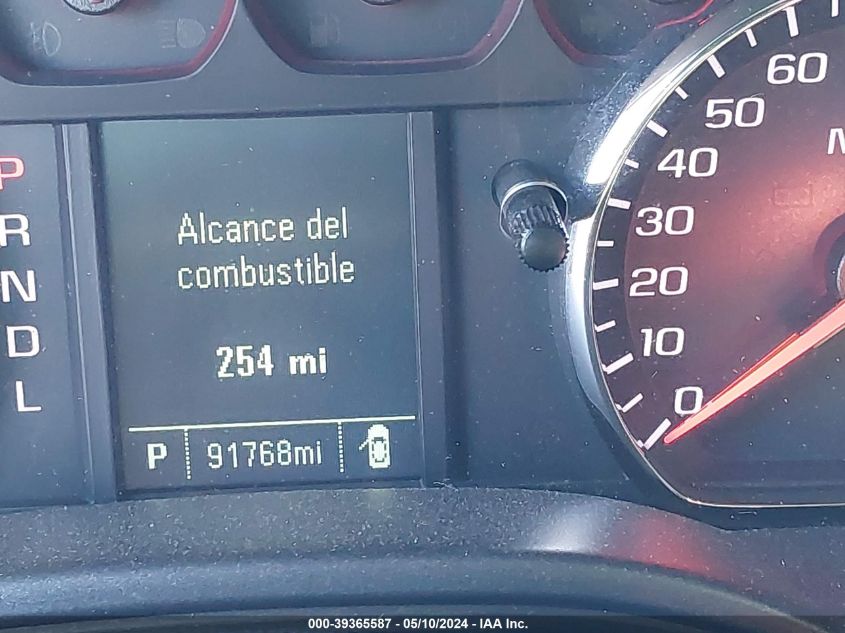 P
R
N
D
L
Alcance del
combustible
254 mi
P 91768mi
60
50
40
30
20
10
0
M
000-39365587 - 05/10/2024 - IAA Inc.